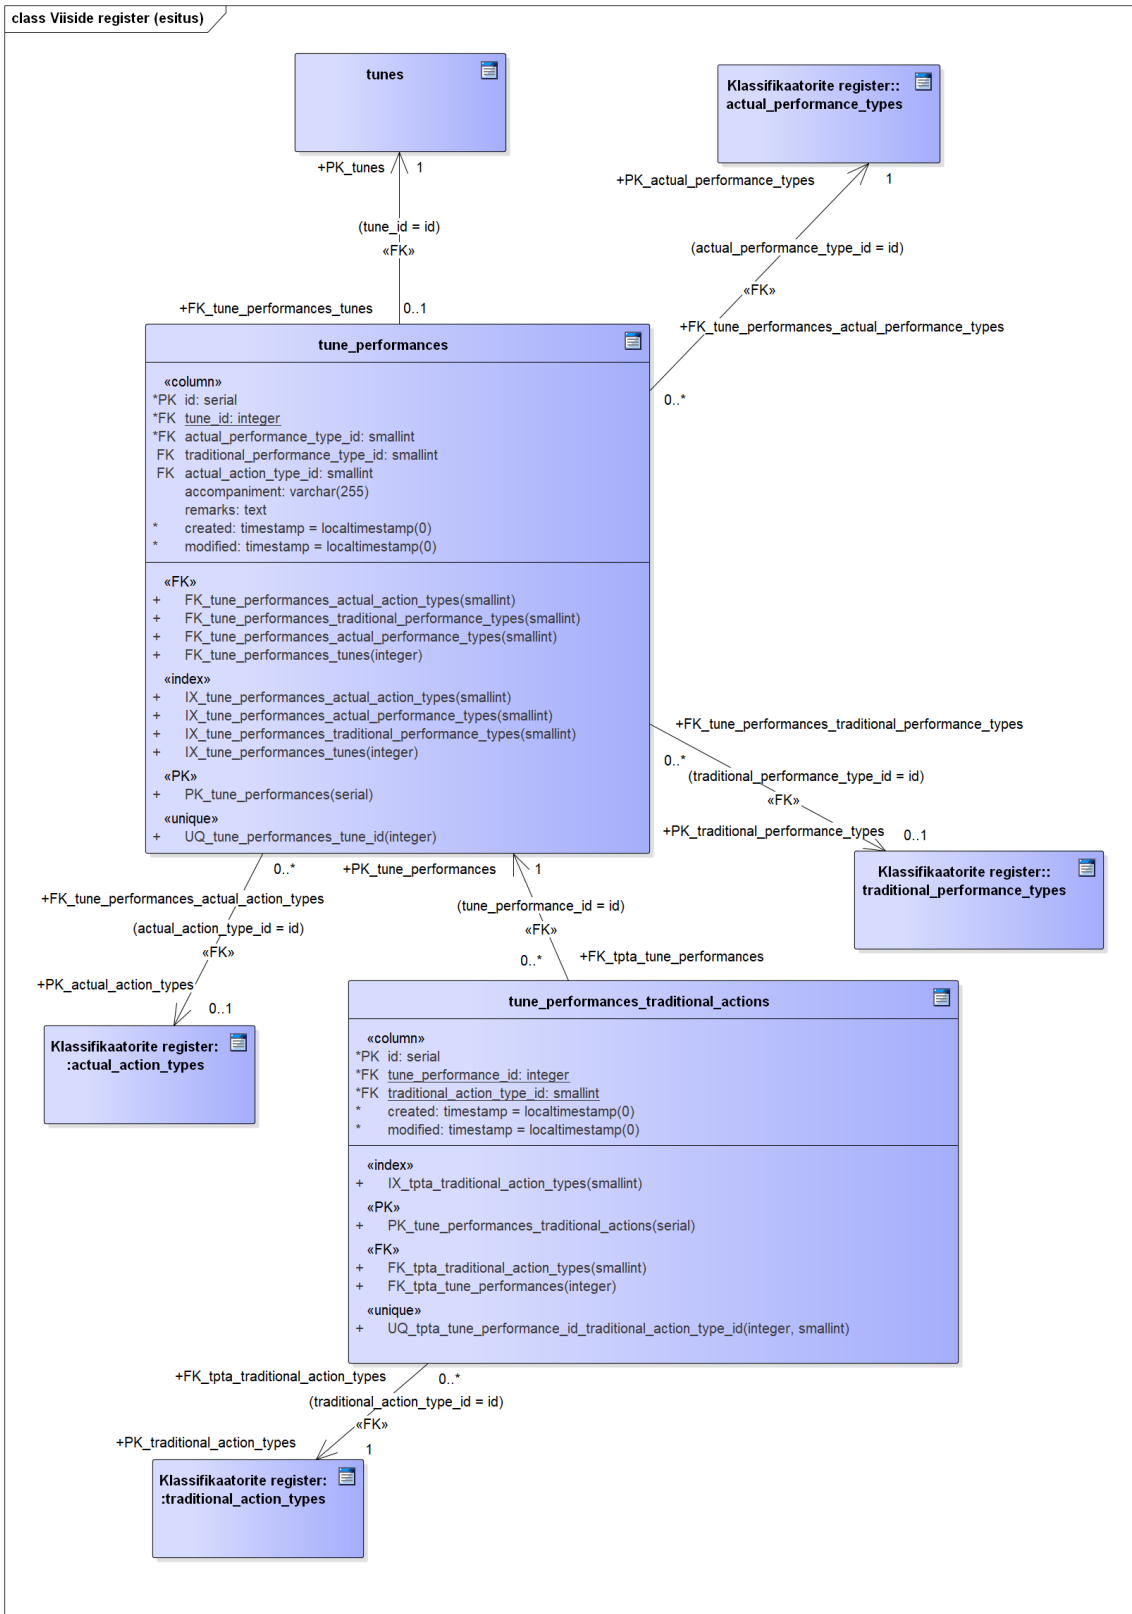 class Viiside register (esitus)
tunes
Klassifikaatorite register::
actual_performance_types
+PK_tunes
1
+PK_actual_performance_types
1
(tune_id = id)
«FK»
(actual_performance_type_id = id)
«FK»
+FK_tune_performances_tunes
0..1
+FK_tune_performances_actual_performance_types
0..*
tune_performances
«column»
*PK id: serial
*FK tune_id: integer
*FK actual_performance_type_id: smallint
FK traditional_performance_type_id: smallint
FK actual_action_type_id: smallint
accompaniment: varchar(255)
remarks: text
* created: timestamp = localtimestamp(0)
* modified: timestamp = localtimestamp(0)
«FK»
+ FK_tune_performances_actual_action_types(smallint)
+ FK_tune_performances_traditional_performance_types(smallint)
+ FK_tune_performances_actual_performance_types(smallint)
+ FK_tune_performances_tunes(integer)
«index»
+ IX_tune_performances_actual_action_types(smallint)
+ IX_tune_performances_actual_performance_types(smallint)
+ IX_tune_performances_traditional_performance_types(smallint)
+ IX_tune_performances_tunes(integer)
«PK»
+ PK_tune_performances(serial)
«unique»
+ UQ_tune_performances_tune_id(integer)
+FK_tune_performances_traditional_performance_types
0..*
(traditional_performance_type_id = id)
«FK»
+PK_traditional_performance_types
0..1
Klassifikaatorite register::
traditional_performance_types
0..*
+PK_tune_performances
1
+FK_tune_performances_actual_action_types
(actual_action_type_id = id)
«FK»
+PK_actual_action_types
0..1
(tune_performance_id = id)
«FK»
0..*
+FK_tpta_tune_performances
Klassifikaatorite register:
:actual_action_types
tune_performances_traditional_actions
«column»
*PK id: serial
*FK tune_performance_id: integer
*FK traditional_action_type_id: smallint
* created: timestamp = localtimestamp(0)
* modified: timestamp = localtimestamp(0)
«index»
+ IX_tpta_traditional_action_types(smallint)
«PK»
+ PK_tune_performances_traditional_actions(serial)
«FK»
+ FK_tpta_traditional_action_types(smallint)
+ FK_tpta_tune_performances(integer)
«unique»
+ UQ_tpta_tune_performance_id_traditional_action_type_id(integer, smallint)
+FK_tpta_traditional_action_types
0..*
(traditional_action_type_id = id)
«FK»
+PK_traditional_action_types
1
Klassifikaatorite register:
:traditional_action_types